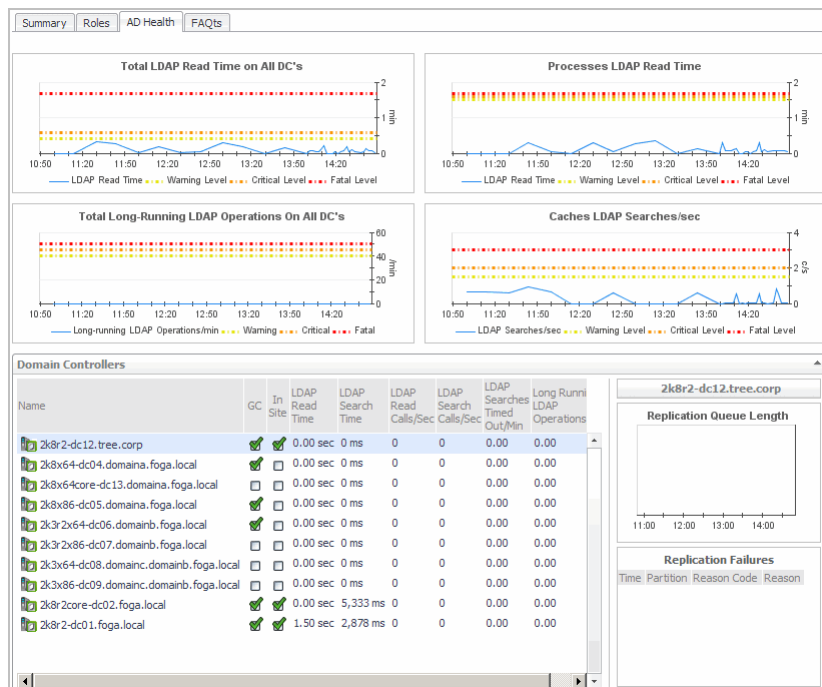 Summary Roles AD Health FAQts
Total LDAP Read Time on All DC's
2
1
0
min
10:50 11:20 11:50 12:20 12:50 13:20 13:50 14:20
LDAP Read Time Warning Level Critical Level Fatal Level
Processes LDAP Read Time
2
1
0
min
10:50 11:20 11:50 12:20 12:50 13:20 13:50 14:20
LDAP Read Time Warning Level Critical Level Fatal Level
Total Long-Running LDAP Operations On All DC's
60
40
20
0
/min
10:50 11:20 11:50 12:20 12:50 13:20 13:50 14:20
Long-running LDAP Operations/min Warning Critical Fatal
Caches LDAP Searches/sec
4
2
0
c/s
10:50 11:20 11:50 12:20 12:50 13:20 13:50 14:20
LDAP Searches/sec Warning Level Critical Level Fatal Level
Domain Controllers
Name GC In Site LDAP Read Time LDAP Search Time LDAP Read Calls/Sec LDAP Search Calls/Sec LDAP Searches Timed Out/Min Long Runni LDAP Operations
2k8r2-dc12.tree.corp 0.00 sec 0 ms 0 0 0.00 0.00
2k8x64-dc04.domaina.foga.local 0.00 sec 0 ms 0 0 0.00 0.00
2k8x64core-dc13.domaina.foga.local 0.00 sec 0 ms 0 0 0.00 0.00
2k8x86-dc05.domaina.foga.local 0.00 sec 0 ms 0 0 0.00 0.00
2k3r2x64-dc06.domainb.foga.local 0.00 sec 0 ms 0 0 0.00 0.00
2k3r2x86-dc07.domainb.foga.local 0.00 sec 0 ms 0 0 0.00 0.00
2k3x64-dc08.domainc.domainb.foga.local 0.00 sec 0 ms 0 0 0.00 0.00
2k3x86-dc09.domainc.domainb.foga.local 0.00 sec 0 ms 0 0 0.00 0.00
2k8r2core-dc02.foga.local 0.00 sec 5,333 ms 0 0 0.00 0.00
2k8r2-dc01.foga.local 1.50 sec 2,878 ms 0 0 0.00 0.00
2k8r2-dc12.tree.corp
Replication Queue Length
11:00 12:00 13:00 14:00
Replication Failures
Time Partition Reason Code Reason